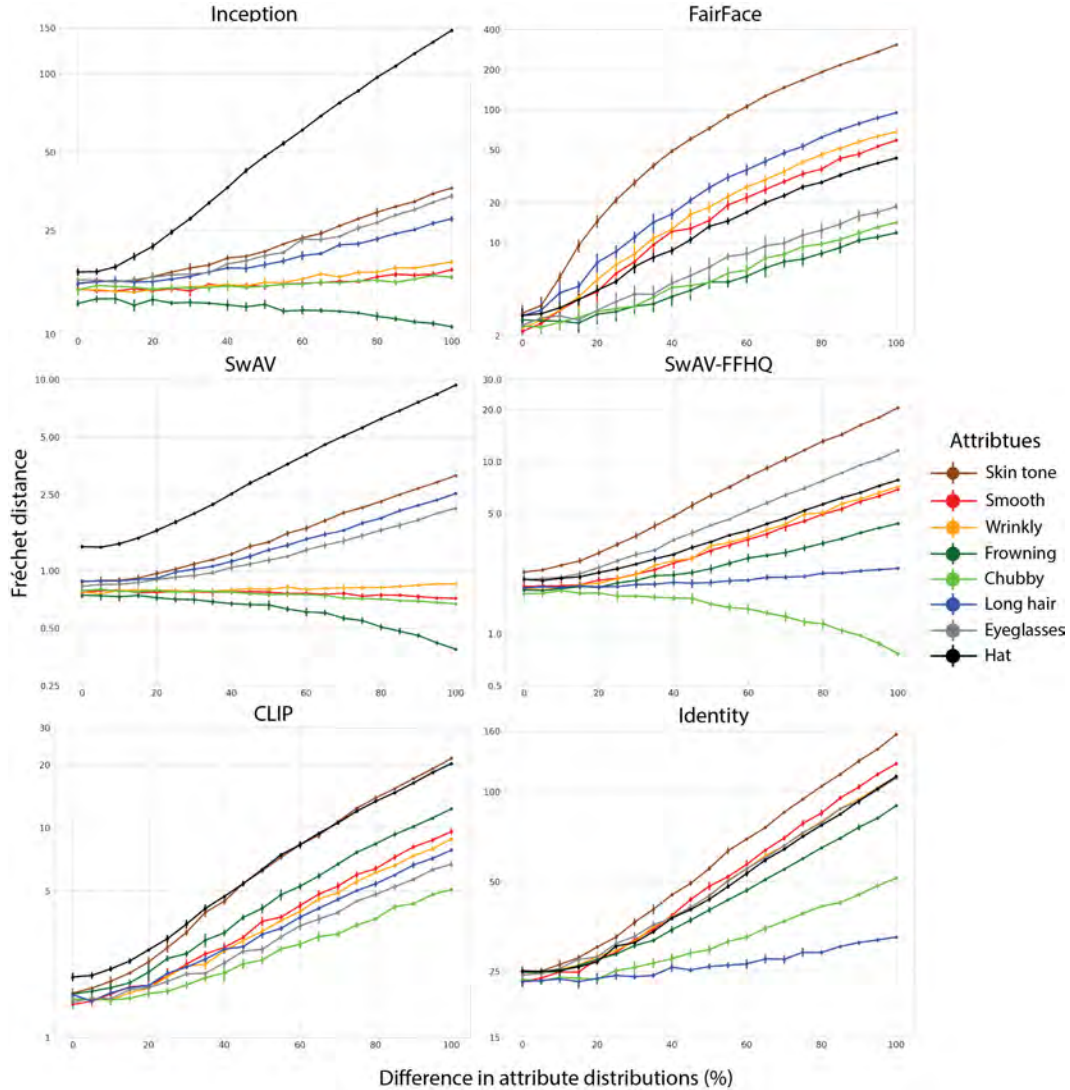 Inception
150
100
50
25
10
0 20 40 60 80 100
FairFace
400
200
100
50
20
10
2
0 20 40 60 80 100
SwAV
10.00
5.00
2.50
1.00
0.50
0.25
0 20 40 60 80 100
SwAV-FFHQ
30.0
20.0
10.0
5.0
1.0
0.5
0 20 40 60 80 100
CLIP
30
20
10
5
1
0 20 40 60 80 100
Identity
160
100
50
25
15
0 20 40 60 80 100
Fréchet distance
Difference in attribute distributions (%)
Attribtues
Skin tone
Smooth
Wrinkly
Frowning
Chubby
Long hair
Eyeglasses
Hat